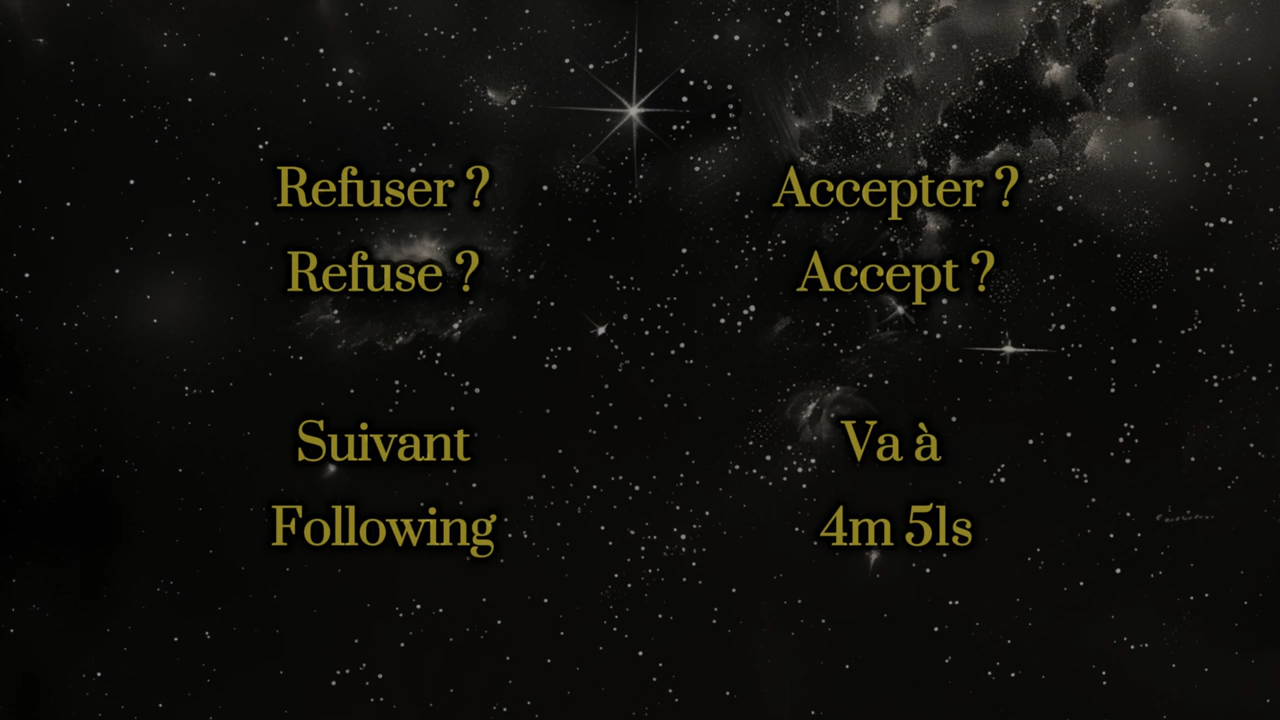 Refuser ?
Refuse ?
Suivant
Following
Accepter ?
Accept ?
Va à
4m 51s